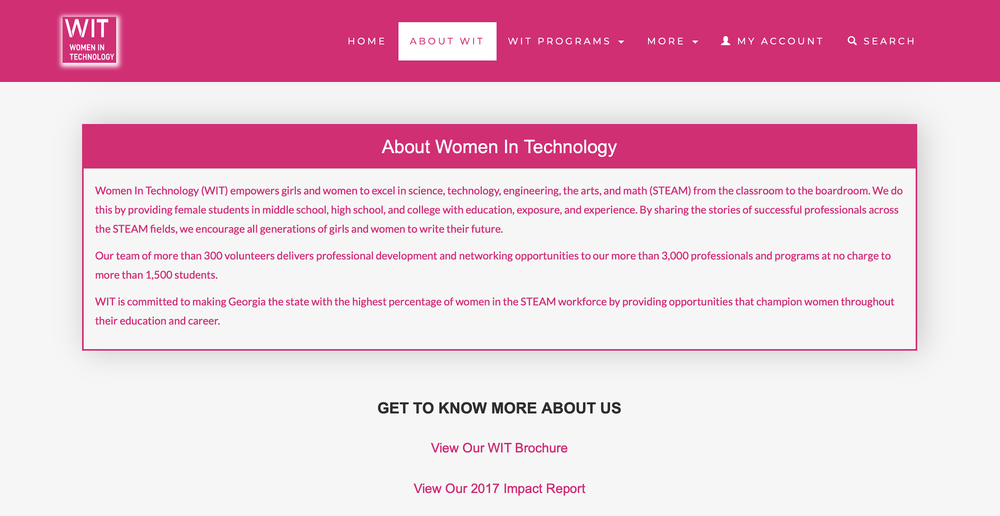 WIT
WOMEN IN
TECHNOLOGY
HOME
ABOUT WIT
WIT PROGRAMS
MORE
MY ACCOUNT
SEARCH
About Women In Technology
Women In Technology (WIT) empowers girls and women to excel in science, technology, engineering, the arts, and math (STEAM) from the classroom to the boardroom. We do
this by providing female students in middle school, high school, and college with education, exposure, and experience. By sharing the stories of successful professionals across
the STEAM fields, we encourage all generations of girls and women to write their future.
Our team of more than 300 volunteers delivers professional development and networking opportunities to our more than 3,000 professionals and programs at no charge to
more than 1,500 students.
WIT is committed to making Georgia the state with the highest percentage of women in the STEAM workforce by providing opportunities that champion women throughout
their education and career.
GET TO KNOW MORE ABOUT US
View Our WIT Brochure
View Our 2017 Impact Report